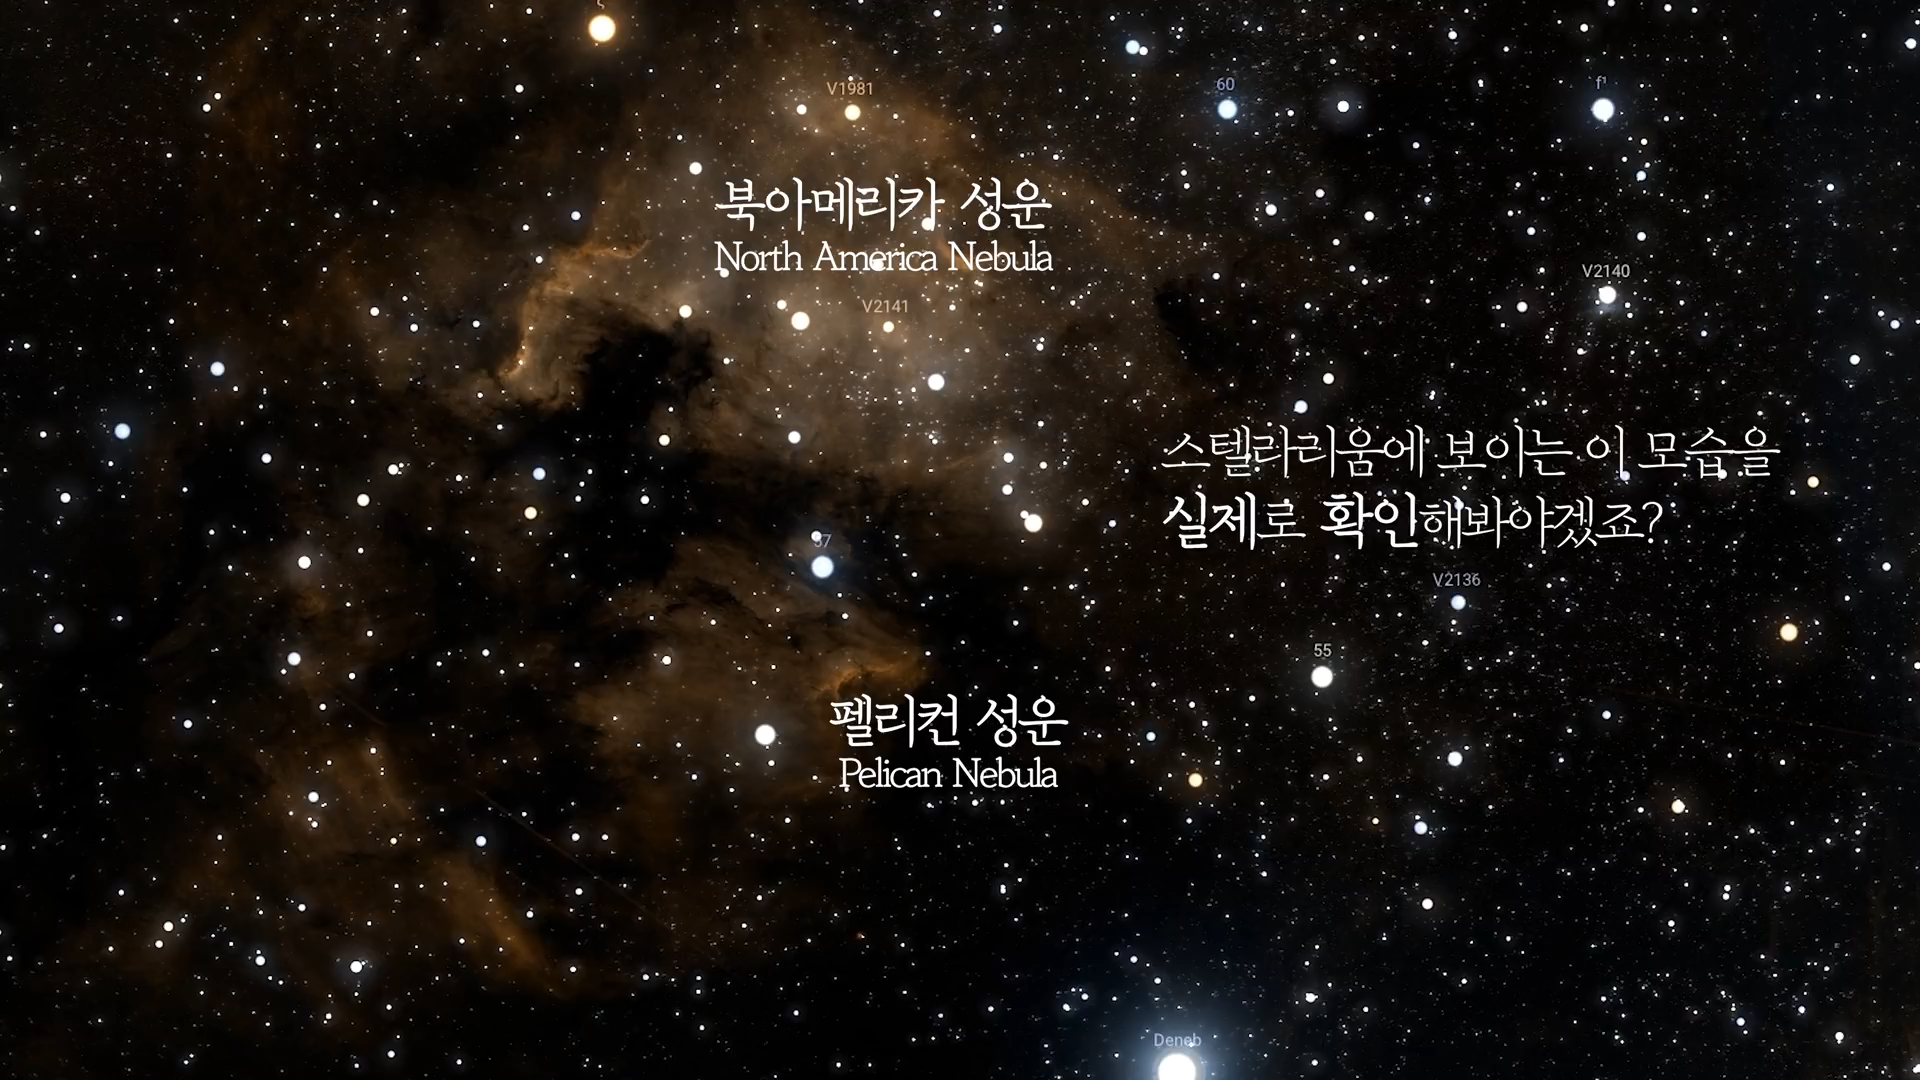 ξ
V1981
60
f¹
북아메리카 성운
North America Nebula
V2140
V2141
스텔라리움에 보이는 이 모습을
실제로 확인해봐야겠죠?
57
V2136
55
펠리컨 성운
Pelican Nebula
Deneb